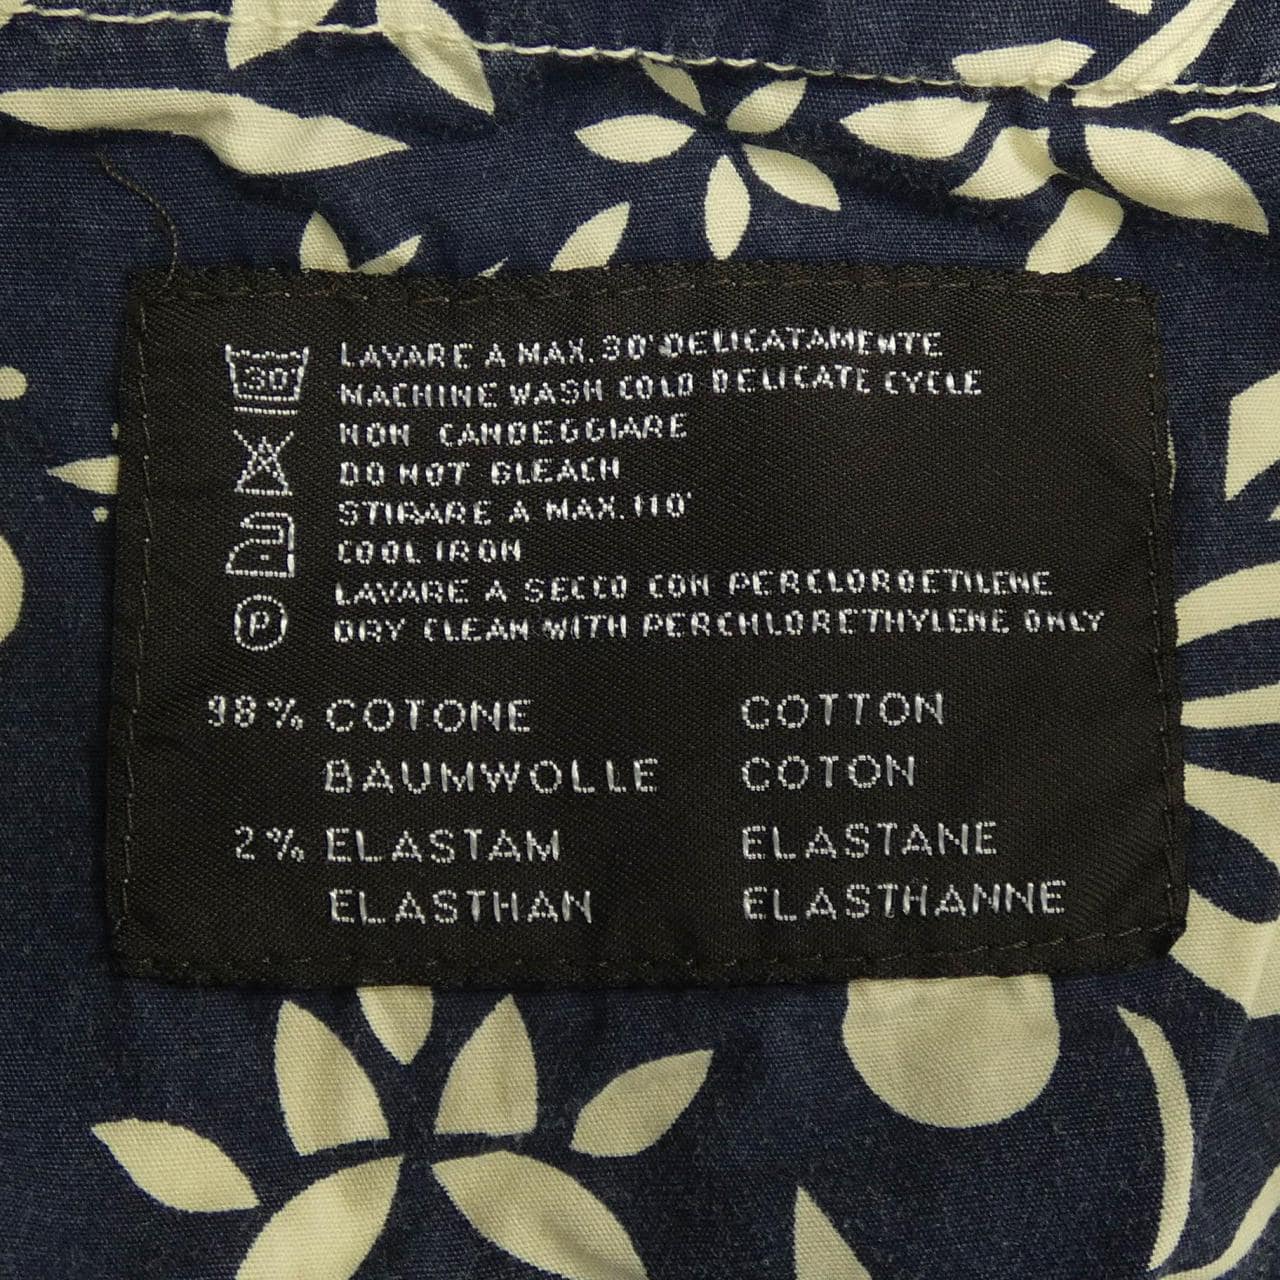 30 LAVARE A MAX. 30° DELICATAMENTE
MACHINE WASH COLD DELICATE CYCLE
NON CANDEGGIARE
DO NOT BLEACH
STIRARE A MAX. 110°
COOL IRON
LAVARE A SECCO CON PERCLOROETILENE
P DRY CLEAN WITH PERCHLORETHYLENE ONLY
98% COTONE COTTON
BAUMWOLLE COTON
2% ELASTAM ELASTANE
ELASTHAN ELASTHANNE